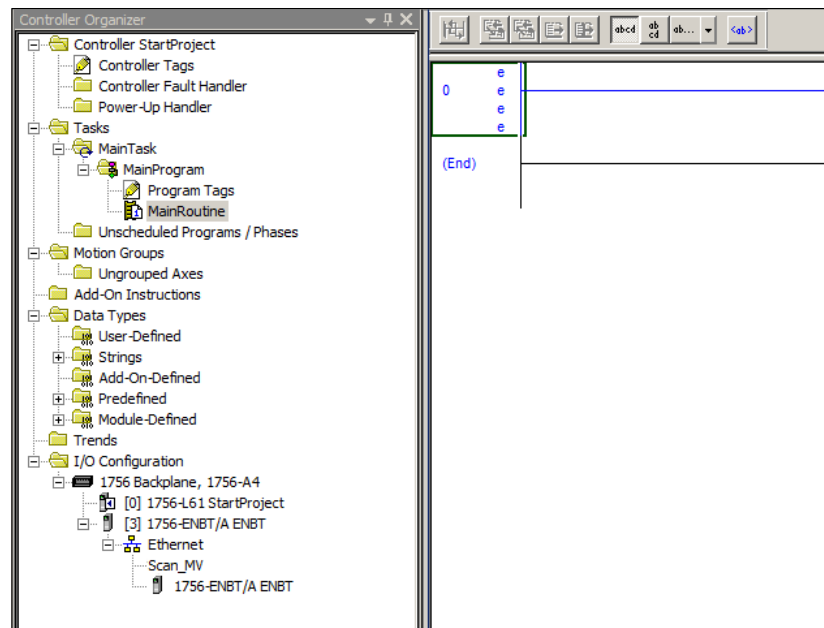 Controller Organizer
Controller StartProject
Controller Tags
Controller Fault Handler
Power-Up Handler
Tasks
MainTask
MainProgram
Program Tags
MainRoutine
Unscheduled Programs / Phases
Motion Groups
Ungrouped Axes
Add-On Instructions
Data Types
User-Defined
Strings
Add-On-Defined
Predefined
Module-Defined
Trends
I/O Configuration
1756 Backplane, 1756-A4
[0] 1756-L61 StartProject
[3] 1756-ENBT/A ENBT
Ethernet
Scan_MV
1756-ENBT/A ENBT
abcd ab cd ab... <ab>
e
0 e
e
e
(End)